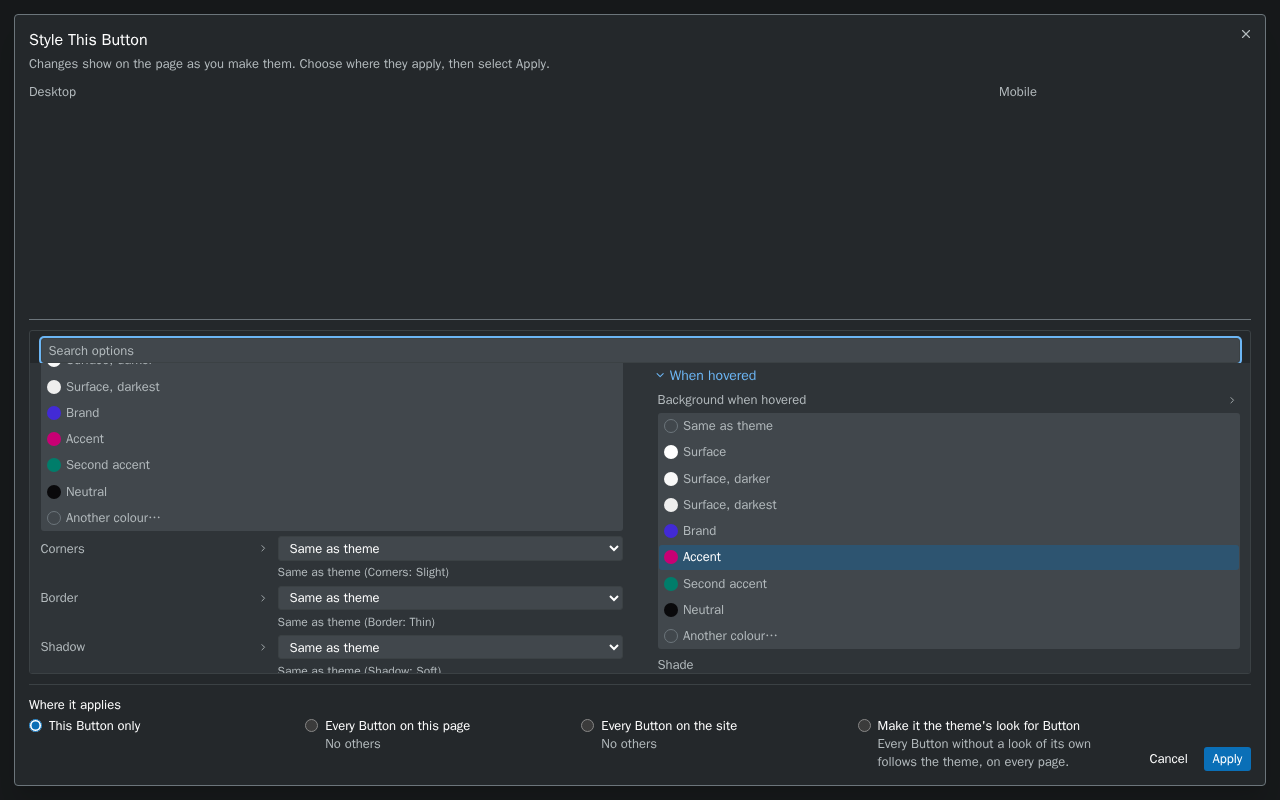 Style This Button
Changes show on the page as you make them. Choose where they apply, then select Apply.
Desktop
Mobile
Search options
Surface, darkest
Brand
Accent
Second accent
Neutral
Another colour···
Corners
Same as theme
Same as theme (Corners: Slight)
Border
Same as theme
Same as theme (Border: Thin)
Shadow
Same as theme
Same as theme (Shadow: Soft)
When hovered
Background when hovered
Same as theme
Surface
Surface, darker
Surface, darkest
Brand
Accent
Second accent
Neutral
Another colour···
Shade
Where it applies
This Button only
Every Button on this page
No others
Every Button on the site
No others
Make it the theme's look for Button
Every Button without a look of its own
follows the theme, on every page.
Cancel
Apply